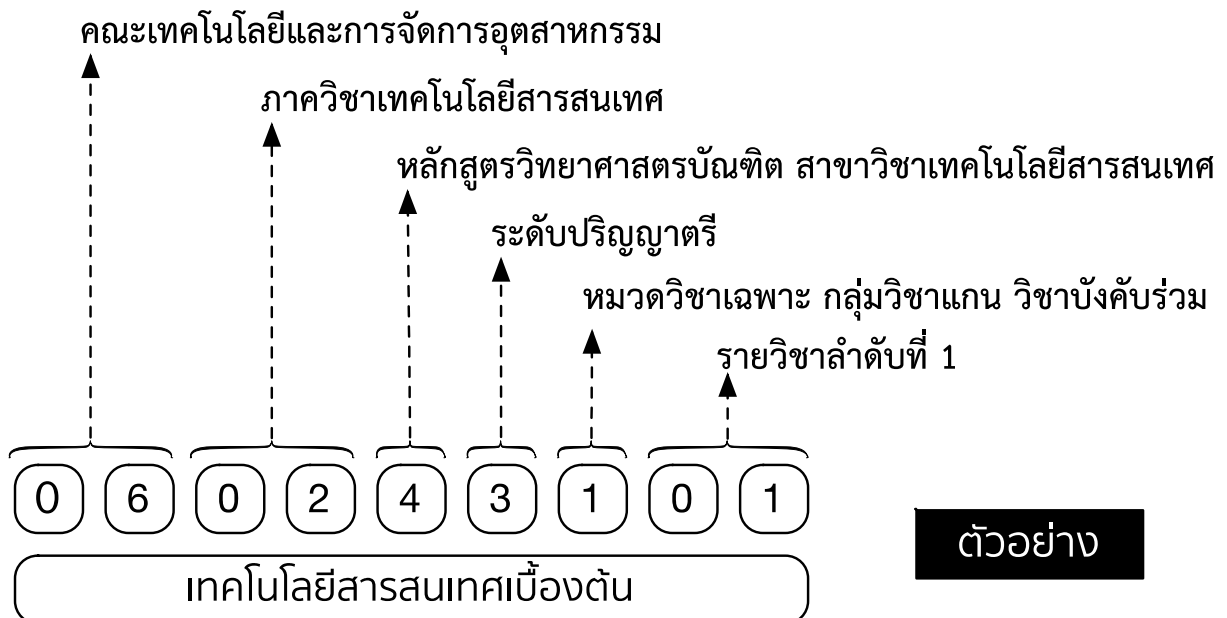 คณะเทคโนโลยีและการจัดการอุตสาหกรรม
ภาควิชาเทคโนโลยีสารสนเทศ
หลักสูตรวิทยาศาสตรบัณฑิต สาขาวิชาเทคโนโลยีสารสนเทศ
ระดับปริญญาตรี
หมวดวิชาเฉพาะ กลุ่มวิชาแกน วิชาบังคับร่วม
รายวิชาลำดับที่ 1
0 6 0 2 4 3 1 0 1
ตัวอย่าง
เทคโนโลยีสารสนเทศเบื้องต้น